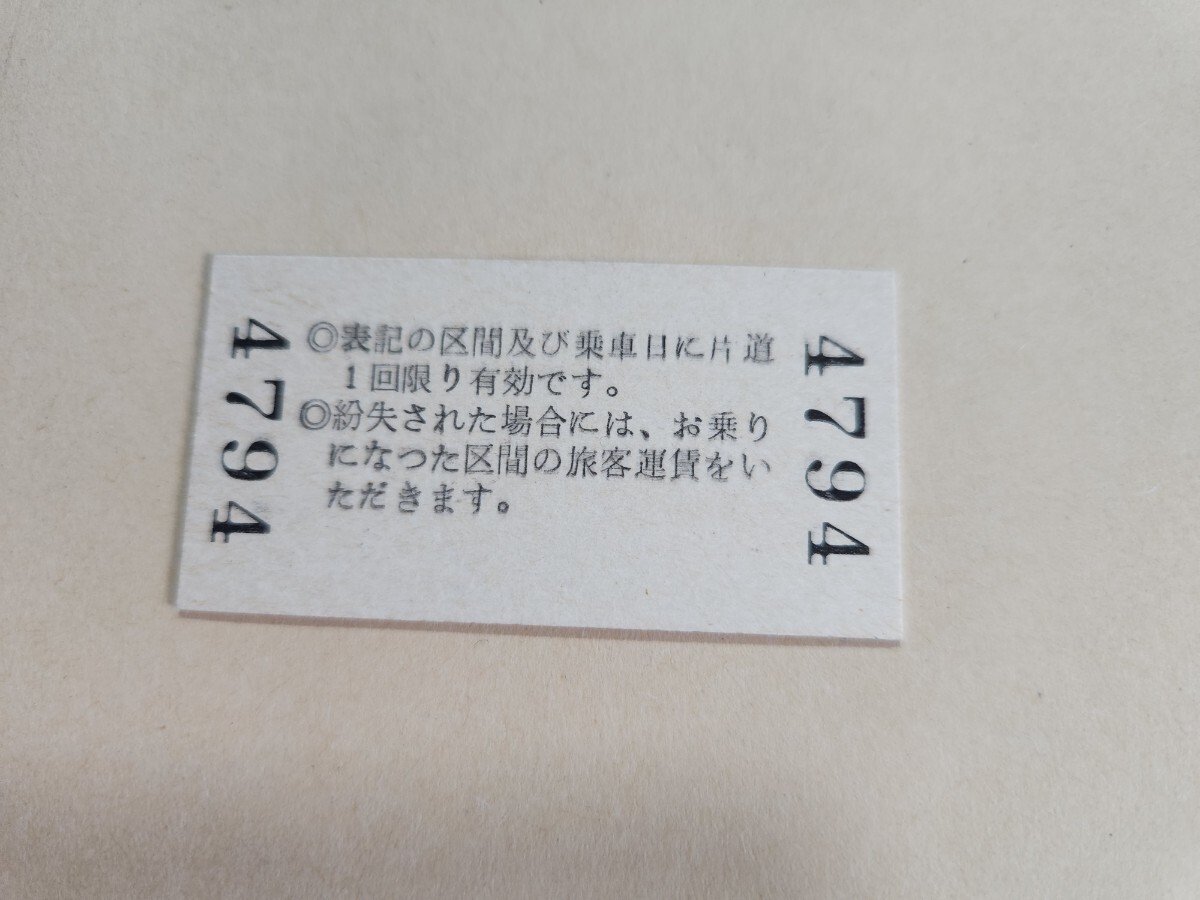 4794
◎表記の区間及び乗車日に片道
1回限り有効です。
◎紛失された場合には、お乗り
になった区間の旅客運賃をい
ただきます。
4794